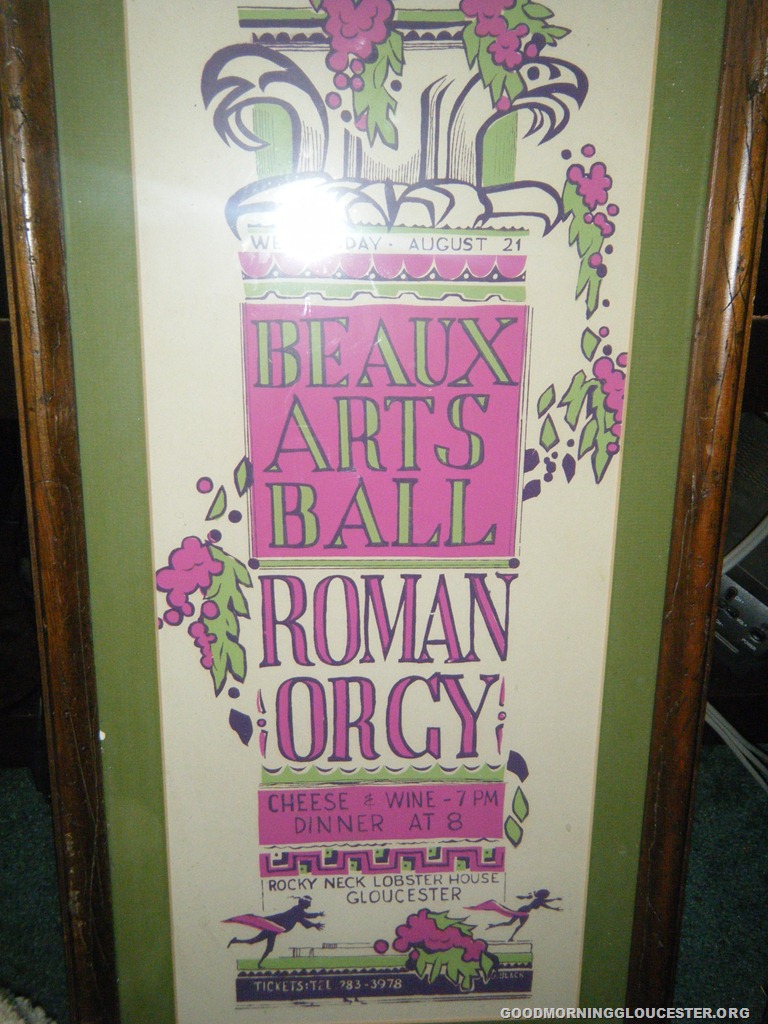 AUGUST 21
BEAUX
ARTS
BALL
ROMAN
ORGY
CHEESE & WINE - 7 PM
DINNER AT 8
ROCKY NECK LOBSTER HOUSE
GLOUCESTER
TICKETS: TEL 283-3978
BLACK
GOODMORNINGGLOUCESTER.ORG